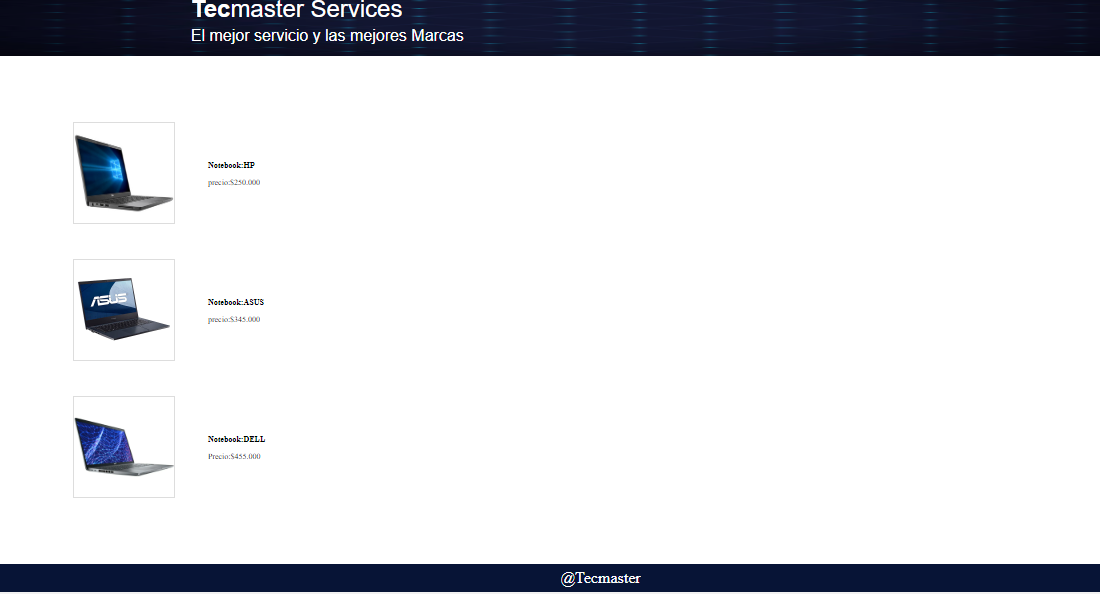 Tecmaster Services
El mejor servicio y las mejores Marcas
Notebook:HP
precio:$250.000
ASUS
Notebook:ASUS
precio:$345.000
Notebook:DELL
Precio:$455.000
@Tecmaster